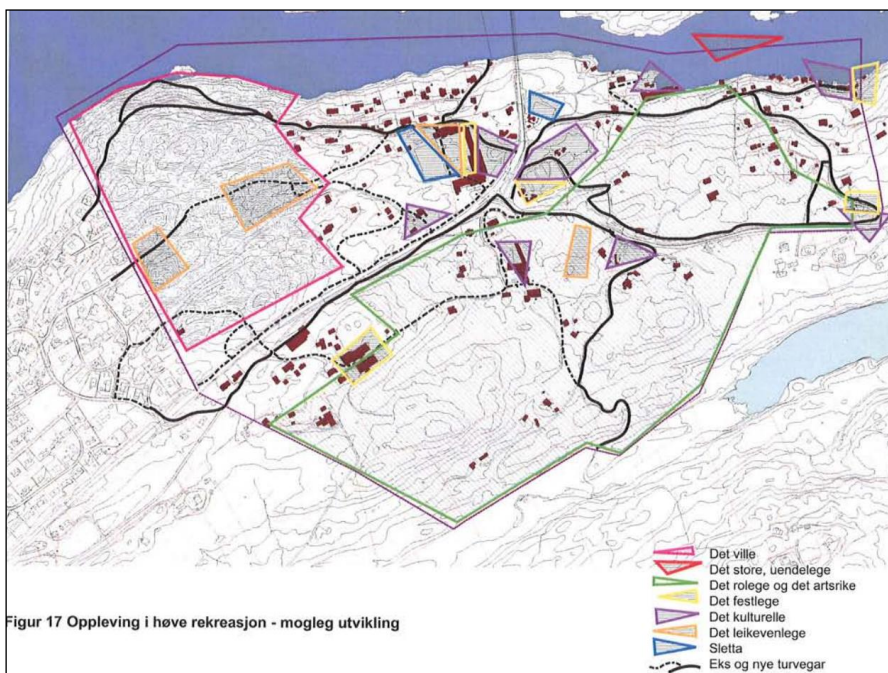 Det ville
Det store, uendelege
Det rolege og det artsrike
Det festlege
Det kulturelle
Det leikevenlege
Sletta
Eks og nye turvegar
Figur 17 Oppleving i høve rekreasjon - mogleg utvikling